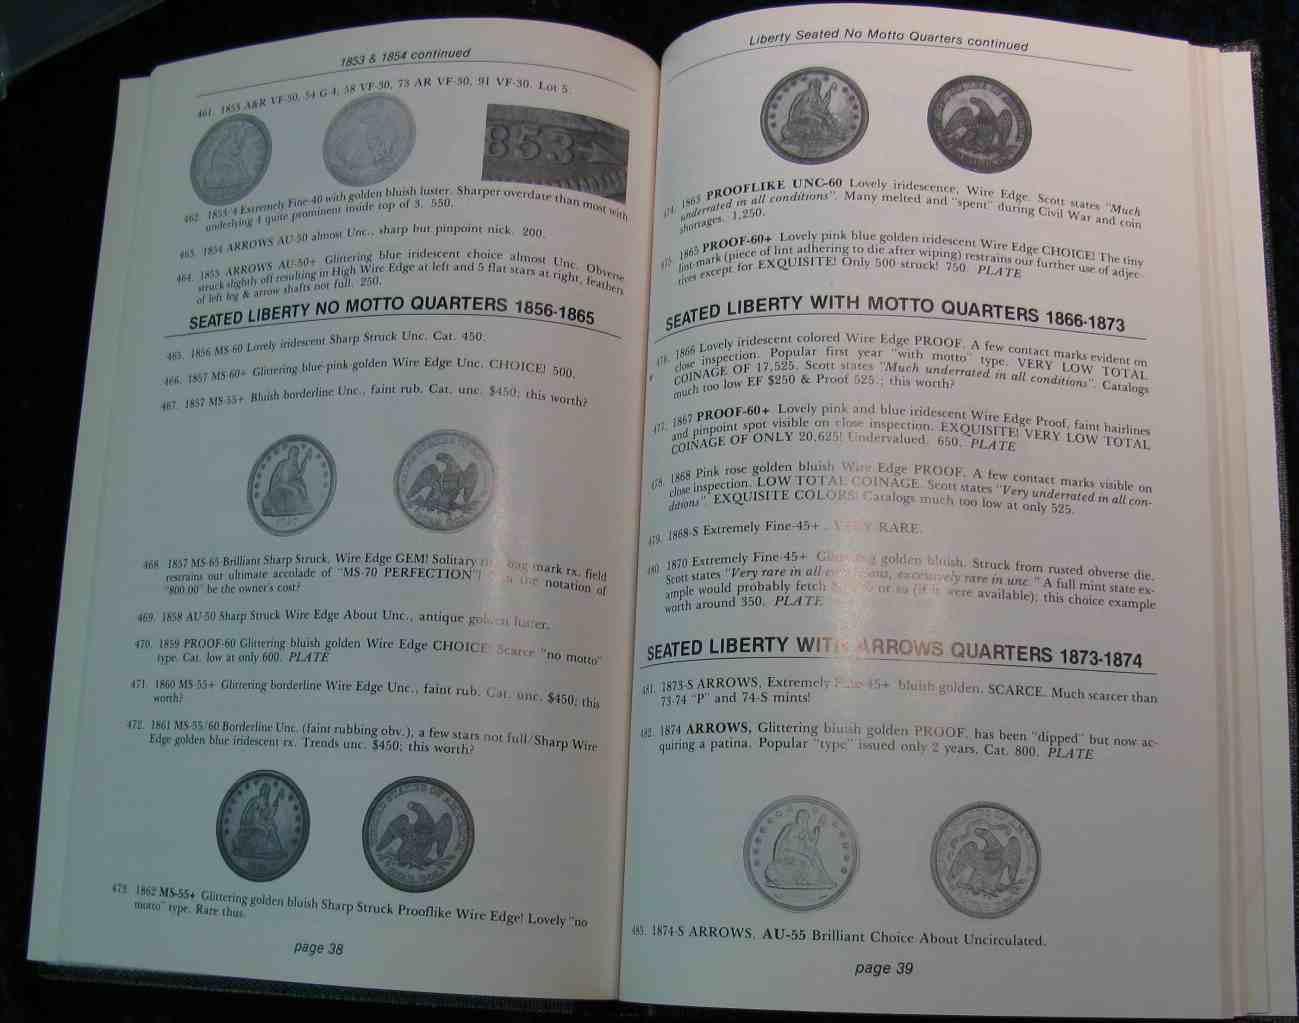 1853 & 1854 continued
461. 1853 A&R VF-30, 54 G-4, 58 VF-30, 73 AR VF-30, 91 VF-30. Lot 5.
853
462. 1853/4 Extremely Fine-40 with golden bluish luster. Sharper overdate than most with
underlying 4 quite prominent inside top of 3. 550.
463. 1854 ARROWS AU-50 almost Unc., sharp but pinpoint nick. 200.
464. 1855 ARROWS AU-50+ Glittering blue iridescent choice almost Unc. Obverse
struck slightly off resulting in High Wire Edge at left and 5 flat stars at right, feathers
of left leg & arrow shafts not full. 250.
SEATED LIBERTY NO MOTTO QUARTERS 1856-1865
465. 1856 MS-60 Lovely iridescent Sharp Struck Unc. Cat. 450.
466. 1857 MS-60+ Glittering blue-pink-golden Wire Edge Unc. CHOICE! 500.
467. 1857 MS-55+ Bluish borderline Unc., faint rub. Cat. unc. $450; this worth?
468. 1857 MS-65 Brilliant Sharp Struck, Wire Edge GEM! Solitary bag mark rx. field
restrains our ultimate accolade of "MS-70 PERFECTION"! the notation of
"800.00" be the owner's cost?
469. 1858 AU-50 Sharp Struck Wire Edge About Unc., antique golden luster.
470. 1859 PROOF-60 Glittering bluish golden Wire Edge CHOICE! Scarce "no motto"
type. Cat. low at only 600. PLATE
471. 1860 MS-55+ Glittering borderline Wire Edge Unc., faint rub. Cat. unc. $450; this
worth?
472. 1861 MS-55/60 Borderline Unc. (faint rubbing obv.), a few stars not full/Sharp Wire
Edge golden blue iridescent rx. Trends unc. $450; this worth?
473. 1862 MS-55+ Glittering golden bluish Sharp Struck Prooflike Wire Edge! Lovely "no
motto" type. Rare thus.
page 38
Liberty Seated No Motto Quarters continued
474. 1863 PROOFLIKE UNC-60 Lovely iridescence, Wire Edge. Scott states "Much
underrated in all conditions". Many melted and "spent" during Civil War and coin
shortages. 1,250.
475. 1865 PROOF-60+ Lovely pink blue golden iridescent Wire Edge CHOICE! The tiny
lint-mark (piece of lint adhering to die after wiping) restrains our further use of adjec-
tives except for EXQUISITE! Only 500 struck! 750. PLATE
SEATED LIBERTY WITH MOTTO QUARTERS 1866-1873
476. 1866 Lovely iridescent colored Wire Edge PROOF. A few contact marks evident on
close inspection. Popular first year "with motto" type. VERY LOW TOTAL
COINAGE OF 17,525. Scott states "Much underrated in all conditions". Catalogs
much too low EF $250 & Proof 525.; this worth?
477. 1867 PROOF-60+ Lovely pink and blue iridescent Wire Edge Proof, faint hairlines
and pinpoint spot visible on close inspection. EXQUISITE! VERY LOW TOTAL
COINAGE OF ONLY 20,625! Undervalued. 650. PLATE
478. 1868 Pink rose golden bluish Wire Edge PROOF. A few contact marks visible on
close inspection. LOW TOTAL COINAGE. Scott states "Very underrated in all con-
ditions". EXQUISITE COLORS! Catalogs much too low at only 525.
479. 1868-S Extremely Fine-45+. VERY RARE.
480. 1870 Extremely Fine-45+ golden bluish. Struck from rusted obverse die.
Scott states "Very rare in all conditions, excessively rare in unc." A full mint state ex-
ample would probably fetch or so (if it were available); this choice example
worth around 350. PLATE
SEATED LIBERTY WITH ARROWS QUARTERS 1873-1874
481. 1873-S ARROWS, Extremely Fine-45+ bluish golden. SCARCE. Much scarcer than
73-74 "P" and 74-S mints!
482. 1874 ARROWS, Glittering bluish golden PROOF, has been "dipped" but now ac-
quiring a patina. Popular "type" issued only 2 years. Cat. 800. PLATE
483. 1874-S ARROWS, AU-55 Brilliant Choice About Uncirculated.
page 39